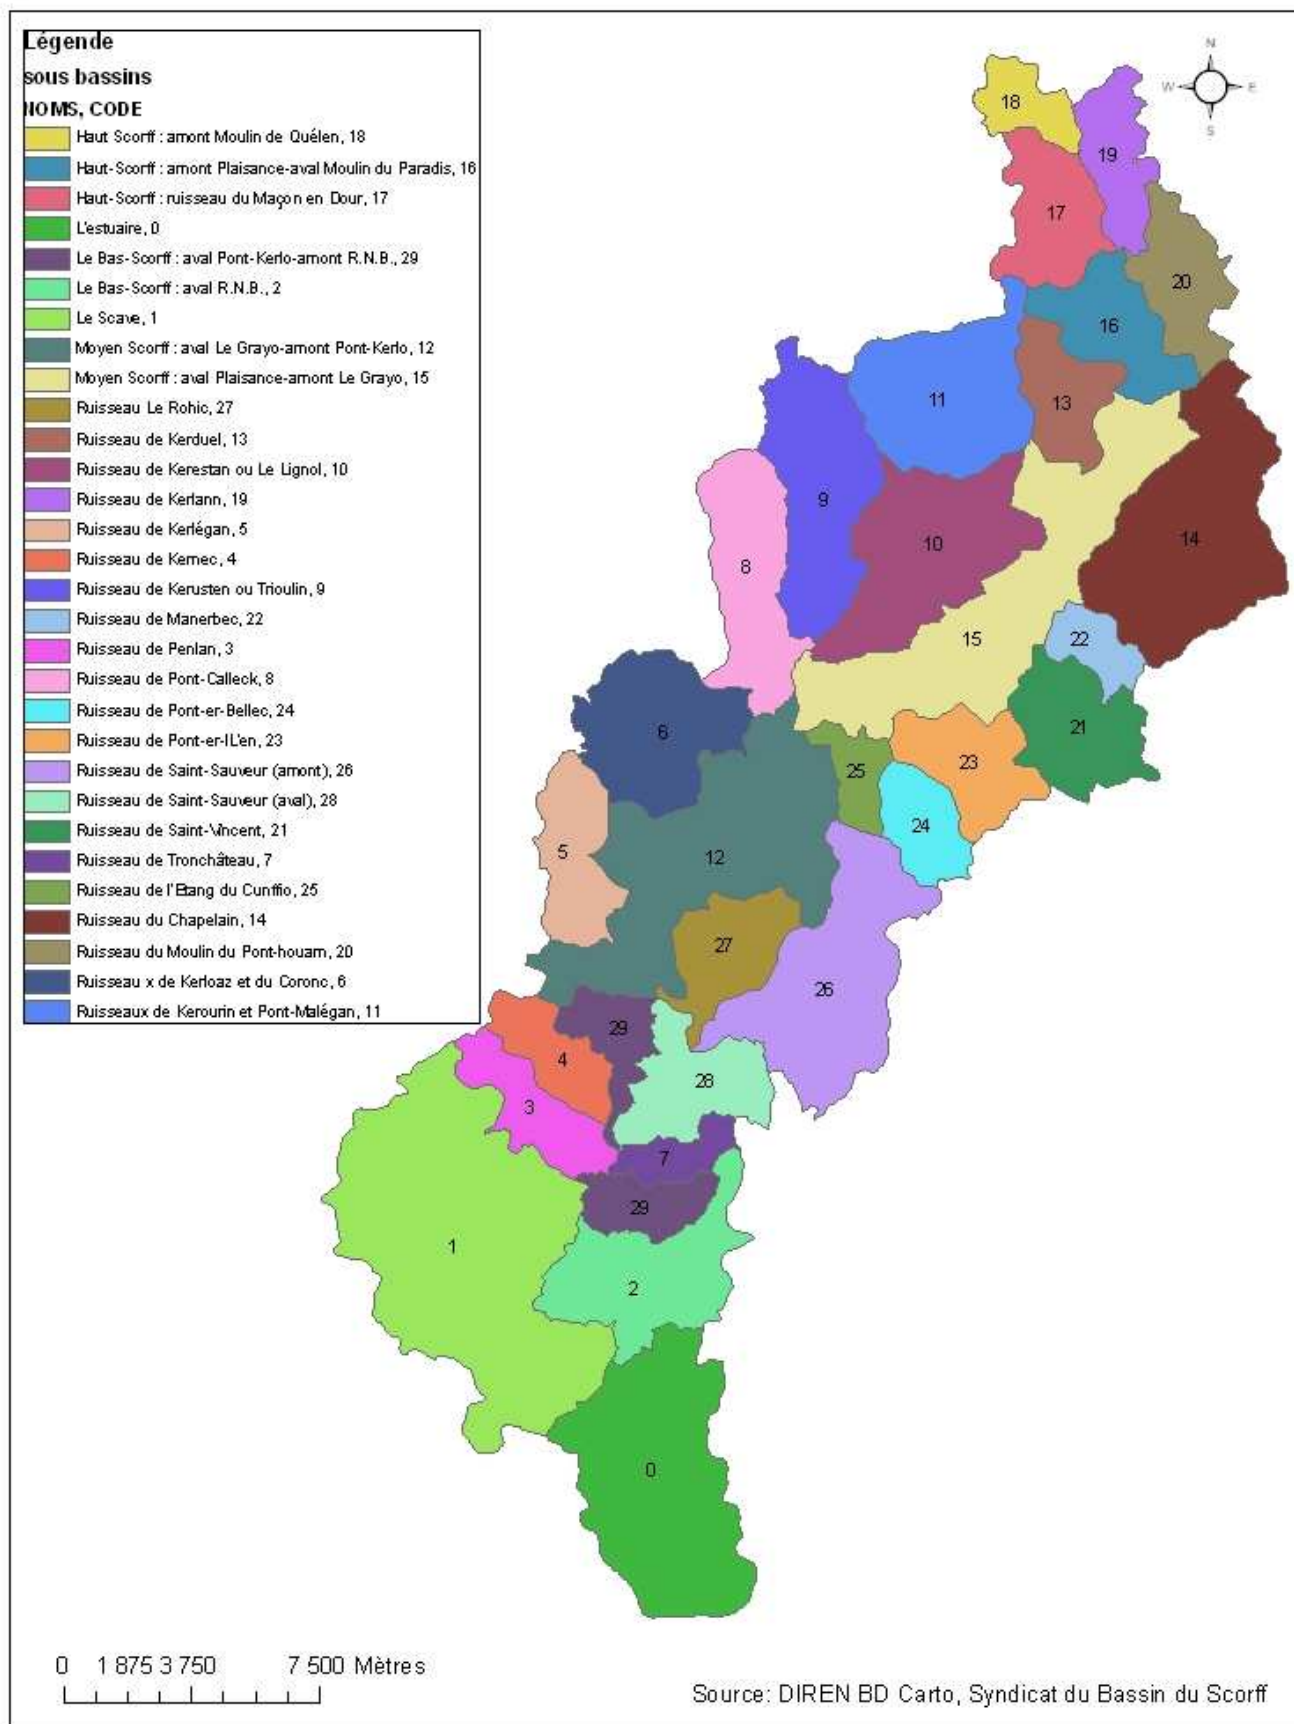 Légende
sous bassins
NOMS, CODE
Haut Scorff : amont Moulin de Quélen, 18
Haut-Scorff : amont Plaisance-aval Moulin du Paradis, 16
Haut-Scorff : ruisseau du Maçon en Dour, 17
L'estuaire, 0
Le Bas-Scorff : aval Pont-Kerlo-amont R.N.B., 29
Le Bas-Scorff : aval R.N.B., 2
Le Scave, 1
Moyen Scorff : aval Le Grayo-amont Pont-Kerlo, 12
Moyen Scorff : aval Plaisance-amont Le Grayo, 15
Ruisseau Le Rohic, 27
Ruisseau de Kerduel, 13
Ruisseau de Kerestan ou Le Lignol, 10
Ruisseau de Kerlann, 19
Ruisseau de Kerlégan, 5
Ruisseau de Kernec, 4
Ruisseau de Kerusten ou Trioulin, 9
Ruisseau de Manerbec, 22
Ruisseau de Penlan, 3
Ruisseau de Pont-Calleck, 8
Ruisseau de Pont-er-Bellec, 24
Ruisseau de Pont-er-lL'en, 23
Ruisseau de Saint-Sauveur (amont), 26
Ruisseau de Saint-Sauveur (aval), 28
Ruisseau de Saint-Vincent, 21
Ruisseau de Tronchâteau, 7
Ruisseau de l'Etang du Cunffio, 25
Ruisseau du Chapelain, 14
Ruisseau du Moulin du Pont-houarn, 20
Ruisseau x de Kerloaz et du Coronc, 6
Ruisseaux de Kerourin et Pont-Malégan, 11
N
W E
S
18
19
17
20
16
11
13
9
10
14
8
15
22
6
21
25
23
24
5
12
27
26
29
4
28
3
7
29
1
2
0
0 1 875 3 750 7 500 Mètres
Source: DIREN BD Carto, Syndicat du Bassin du Scorff